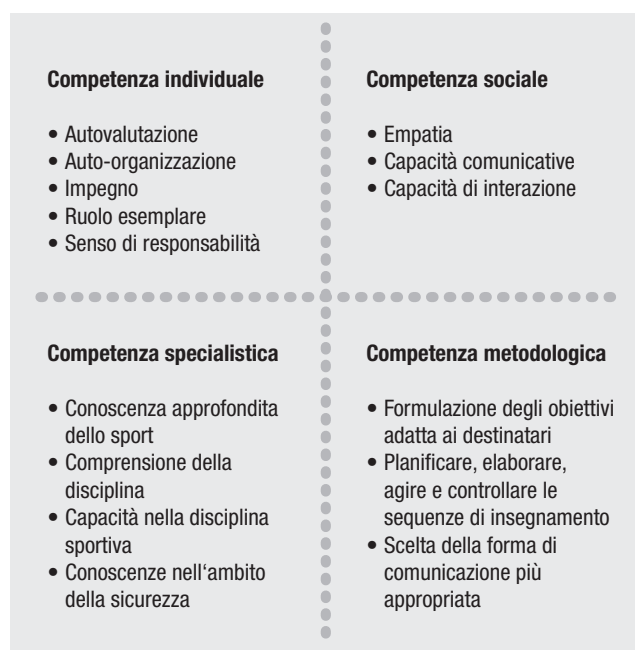 Competenza individuale
• Autovalutazione
• Auto-organizzazione
• Impegno
• Ruolo esemplare
• Senso di responsabilità
Competenza sociale
• Empatia
• Capacità comunicative
• Capacità di interazione
Competenza specialistica
• Conoscenza approfondita
dello sport
• Comprensione della
disciplina
• Capacità nella disciplina
sportiva
• Conoscenze nell‘ambito
della sicurezza
Competenza metodologica
• Formulazione degli obiettivi
adatta ai destinatari
• Planificare, elaborare,
agire e controllare le
sequenze di insegnamento
• Scelta della forma di
comunicazione più
appropriata